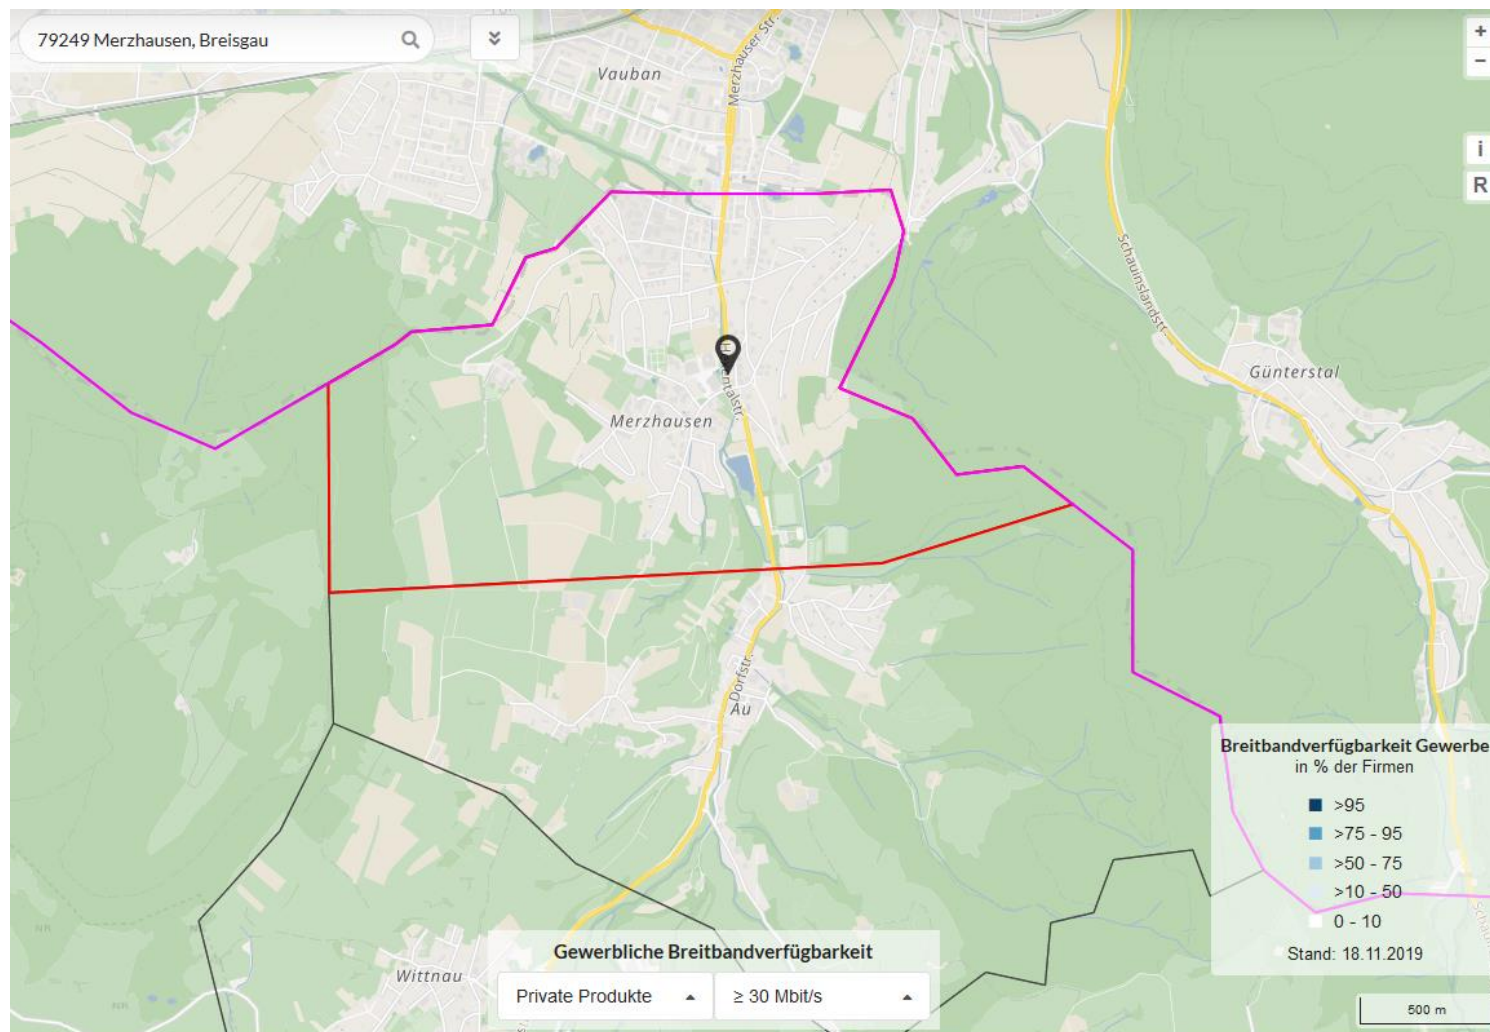 79249 Merzhausen, Breisgau
Merzhauser Str.
Vauban
+
−
i
R
Schauinslandstr.
Günterstal
entalstr.
Merzhausen
Dorfstr.
Au
Breitbandverfügbarkeit Gewerbe
in % der Firmen
>95
>75 - 95
>50 - 75
>10 - 50
0 - 10
Stand: 18.11.2019
Gewerbliche Breitbandverfügbarkeit
Wittnau
Private Produkte
≥ 30 Mbit/s
500 m